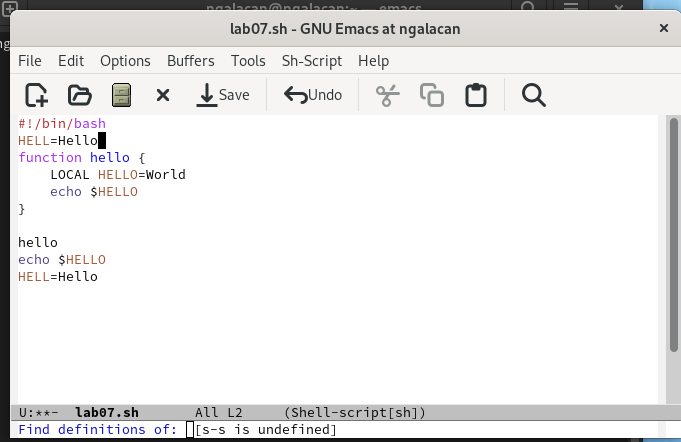 ngalacan@ngalacan:~ — emacs
lab07.sh - GNU Emacs at ngalacan
File Edit Options Buffers Tools Sh-Script Help
Save Undo
#!/bin/bash
HELL=Hello
function hello {
    LOCAL HELLO=World
    echo $HELLO
}

hello
echo $HELLO
HELL=Hello
U:**-  lab07.sh       All L2     (Shell-script[sh])
Find definitions of: [s-s is undefined]